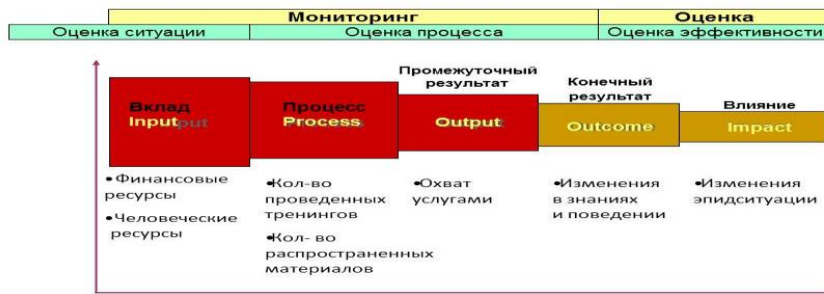 Мониторинг
Оценка
Оценка ситуации
Оценка процесса
Оценка эффективности
Вклад
Input
Процесс
Process
Промежуточный
результат
Output
Конечный
результат
Outcome
Влияние
Impact
•Финансовые
ресурсы
•Человеческие
ресурсы
•Кол-во
проведенных
тренингов
•Кол- во
распространенных
материалов
•Охват
услугами
•Изменения
в знаниях
и поведении
•Изменения
эпидситуации